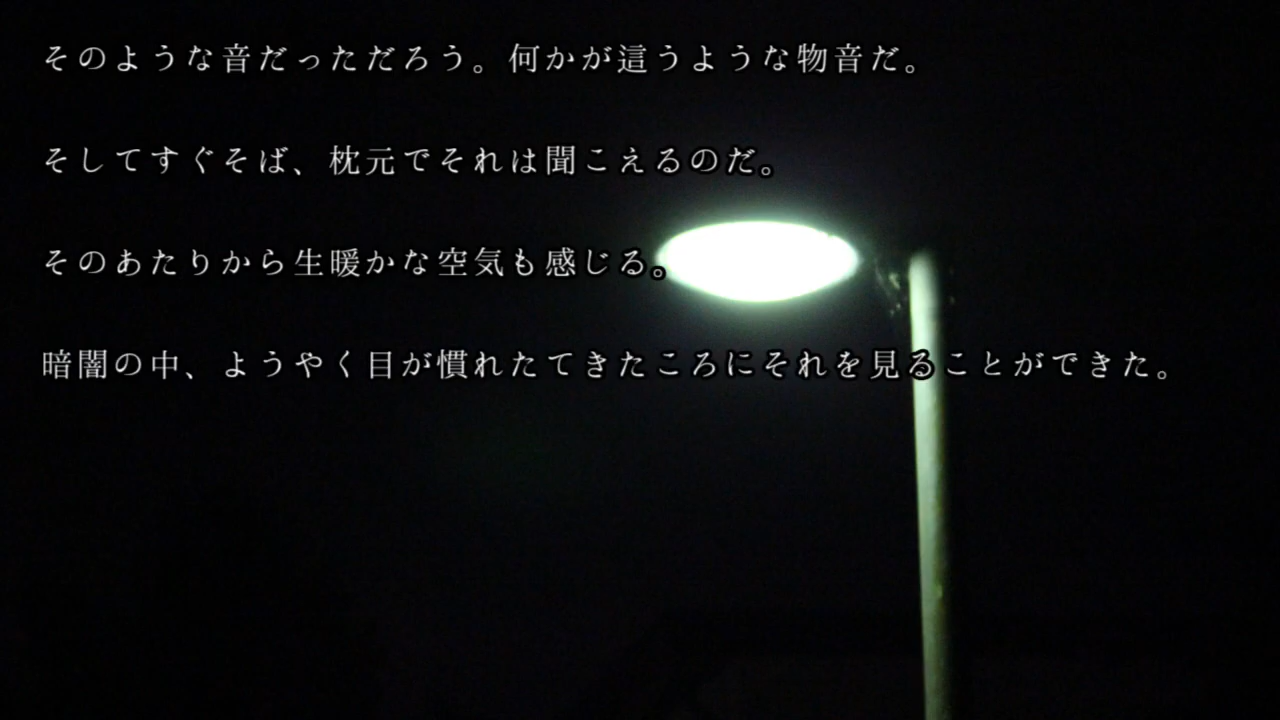 そのような音だっただろう。何かが這うような物音だ。
そしてすぐそば、枕元でそれは聞こえるのだ。
そのあたりから生暖かな空気も感じる。
暗闇の中、ようやく目が慣れたてきたころにそれを見ることができた。